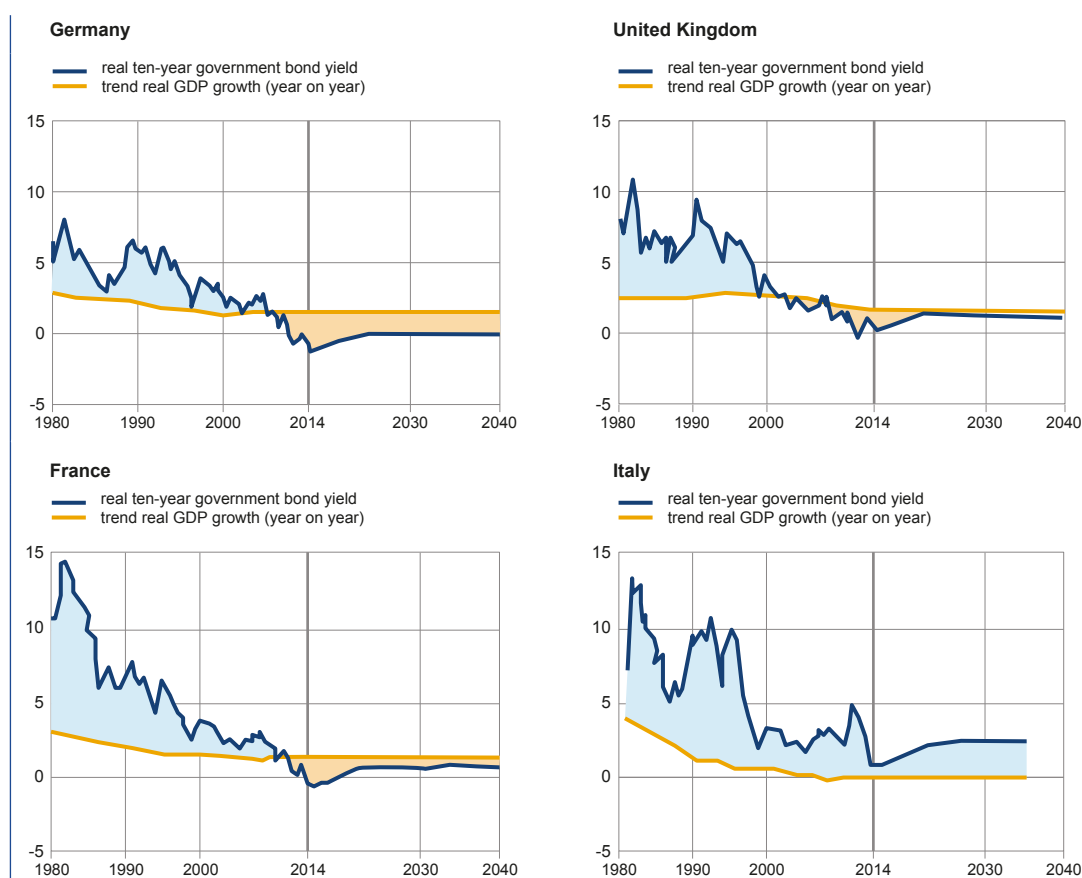 Germany
real ten-year government bond yield
trend real GDP growth (year on year)
15
10
5
0
-5
1980 1990 2000 2014 2030 2040
United Kingdom
real ten-year government bond yield
trend real GDP growth (year on year)
15
10
5
0
-5
1980 1990 2000 2014 2030 2040
France
real ten-year government bond yield
trend real GDP growth (year on year)
15
10
5
0
-5
1980 1990 2000 2014 2030 2040
Italy
real ten-year government bond yield
trend real GDP growth (year on year)
15
10
5
0
-5
1980 1990 2000 2014 2030 2040